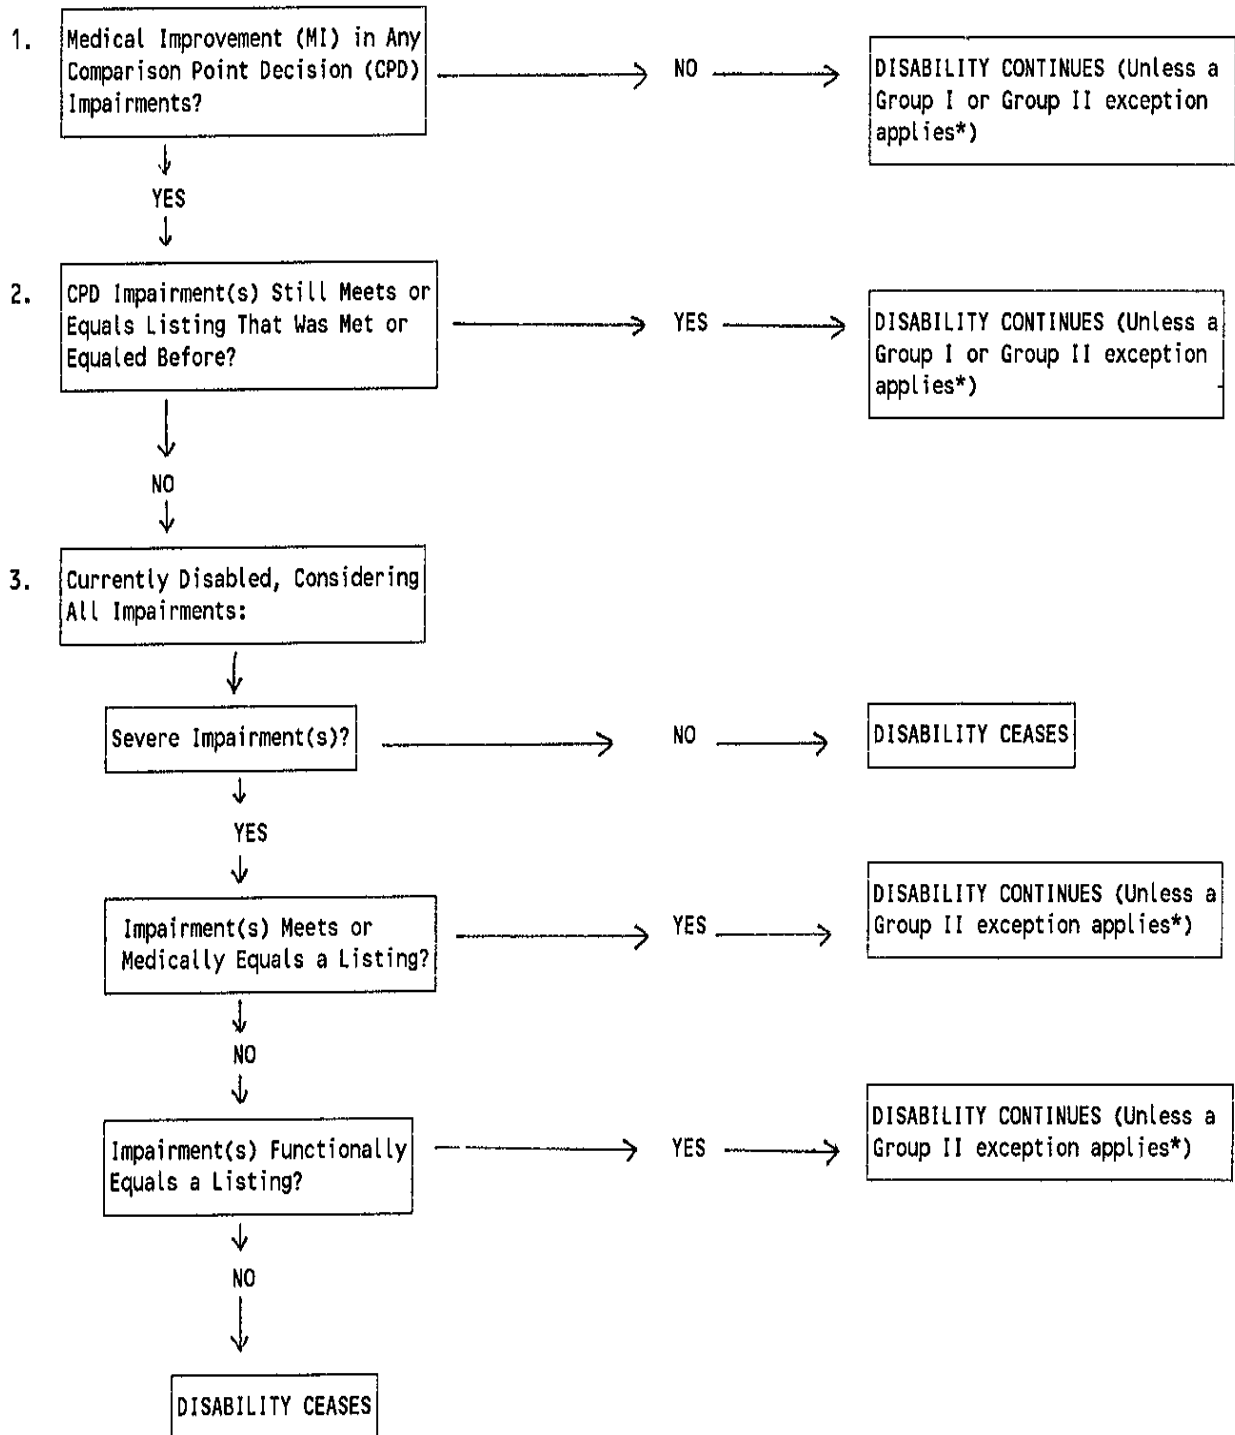 1. Medical Improvement (MI) in Any
Comparison Point Decision (CPD)
Impairments?
NO
DISABILITY CONTINUES (Unless a
Group I or Group II exception
applies*)
YES
2. CPD Impairment(s) Still Meets or
Equals Listing That Was Met or
Equaled Before?
YES
DISABILITY CONTINUES (Unless a
Group I or Group II exception
applies*)
NO
3. Currently Disabled, Considering
All Impairments:
Severe Impairment(s)?
NO
DISABILITY CEASES
YES
Impairment(s) Meets or
Medically Equals a Listing?
YES
DISABILITY CONTINUES (Unless a
Group II exception applies*)
NO
Impairment(s) Functionally
Equals a Listing?
YES
DISABILITY CONTINUES (Unless a
Group II exception applies*)
NO
DISABILITY CEASES